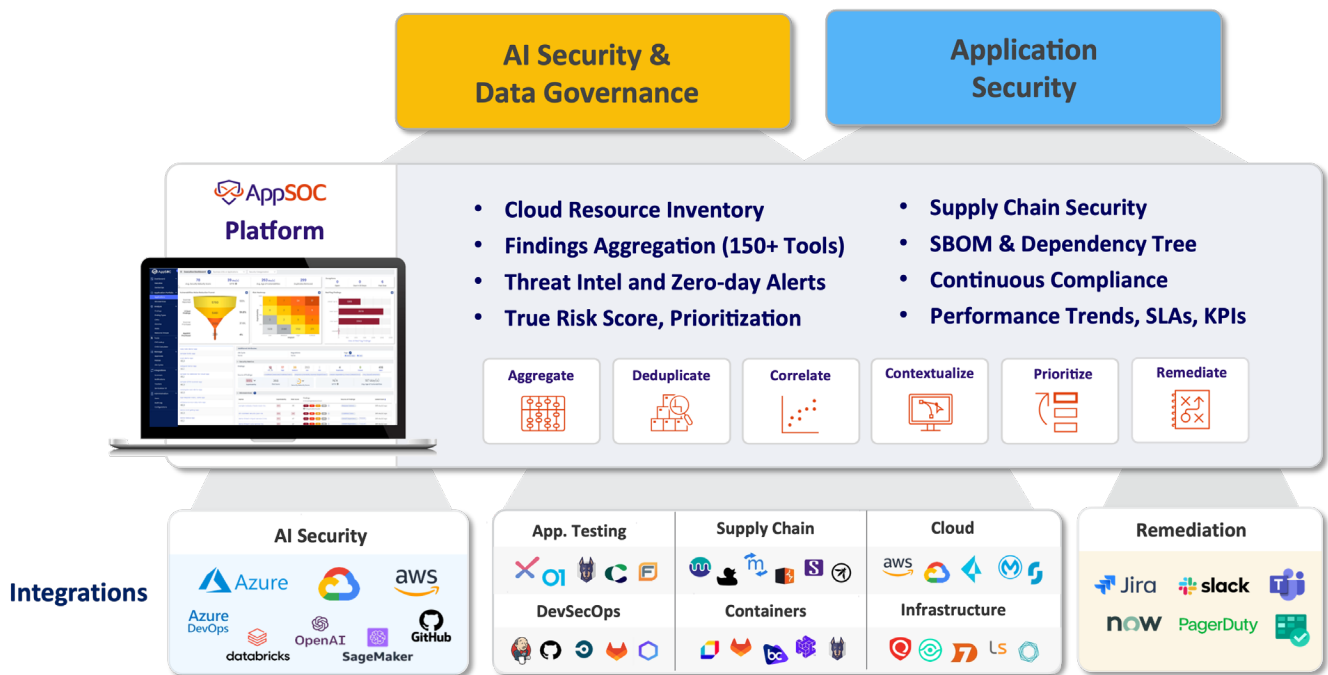 AI Security &
Data Governance
Application
Security
AppSOC
Platform
• Cloud Resource Inventory
• Findings Aggregation (150+ Tools)
• Threat Intel and Zero-day Alerts
• True Risk Score, Prioritization
• Supply Chain Security
• SBOM & Dependency Tree
• Continuous Compliance
• Performance Trends, SLAs, KPIs
Aggregate
Deduplicate
Correlate
Contextualize
Prioritize
Remediate
Integrations
AI Security
Azure
aws
Azure
DevOps
databricks
OpenAI
SageMaker
GitHub
App. Testing
Supply Chain
Cloud
aws
DevSecOps
Containers
Infrastructure
LS
Remediation
Jira
slack
now
PagerDuty